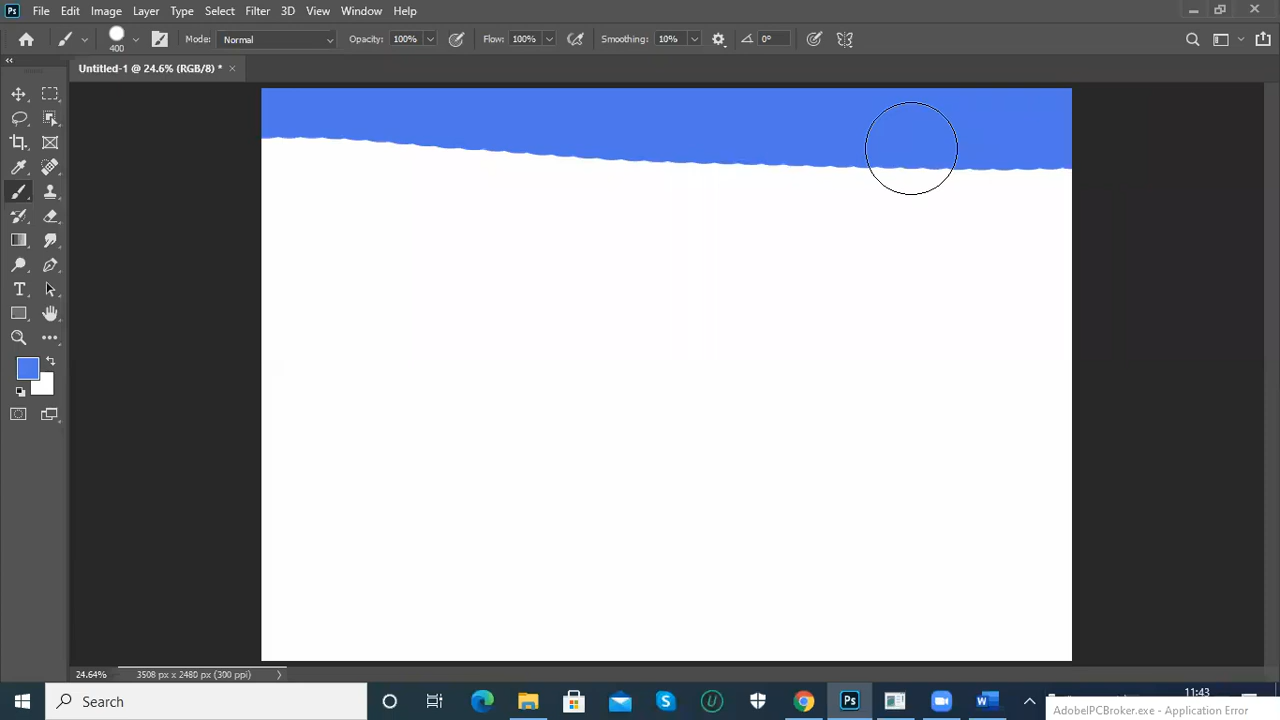 Ps File Edit Image Layer Type Select Filter 3D View Window Help
400 Mode: Normal Opacity: 100% Flow: 100% Smoothing: 10% 0°
Untitled-1 @ 24.6% (RGB/8) * ×
T
24.64% 3508 px x 2480 px (300 ppi)
Search S U Ps W 11:43
AdobeIPCBroker.exe - Application Error